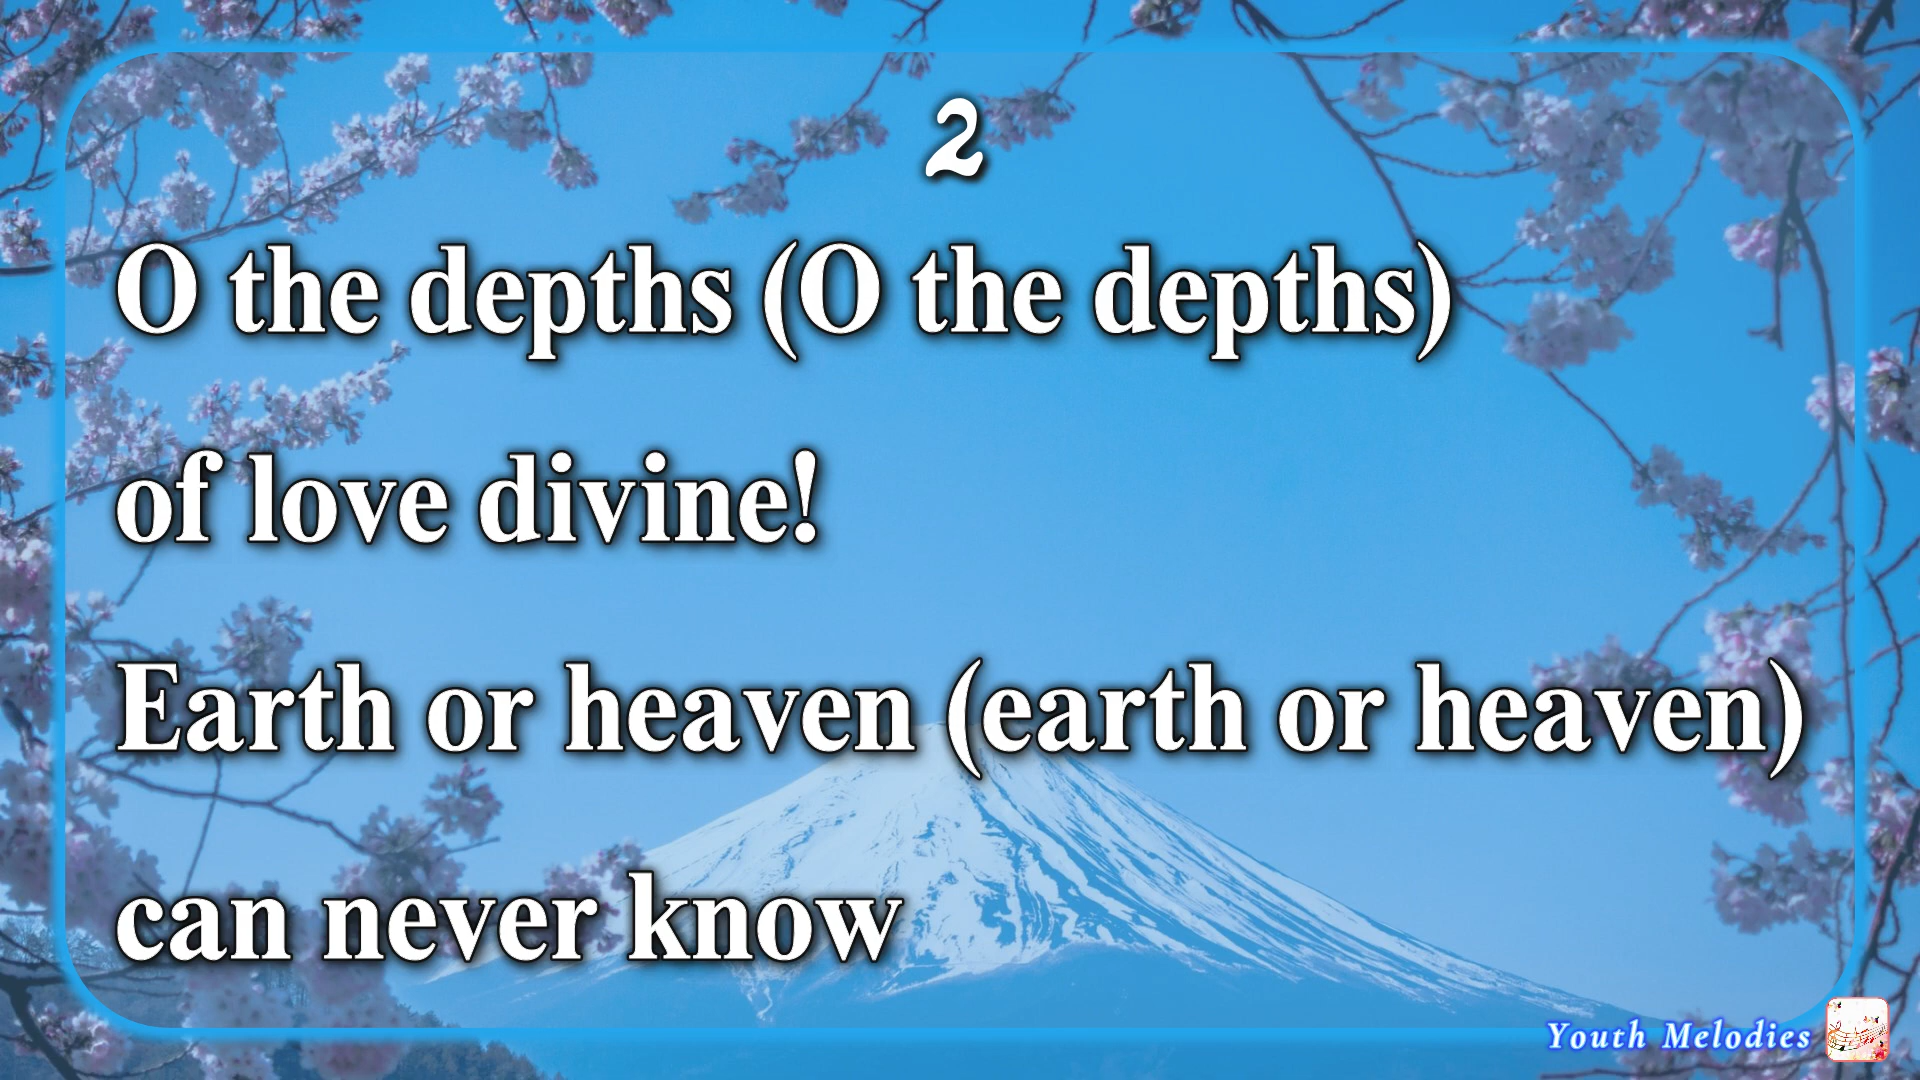 2
O the depths (O the depths)
of love divine!
Earth or heaven (earth or heaven)
can never know
Youth Melodies